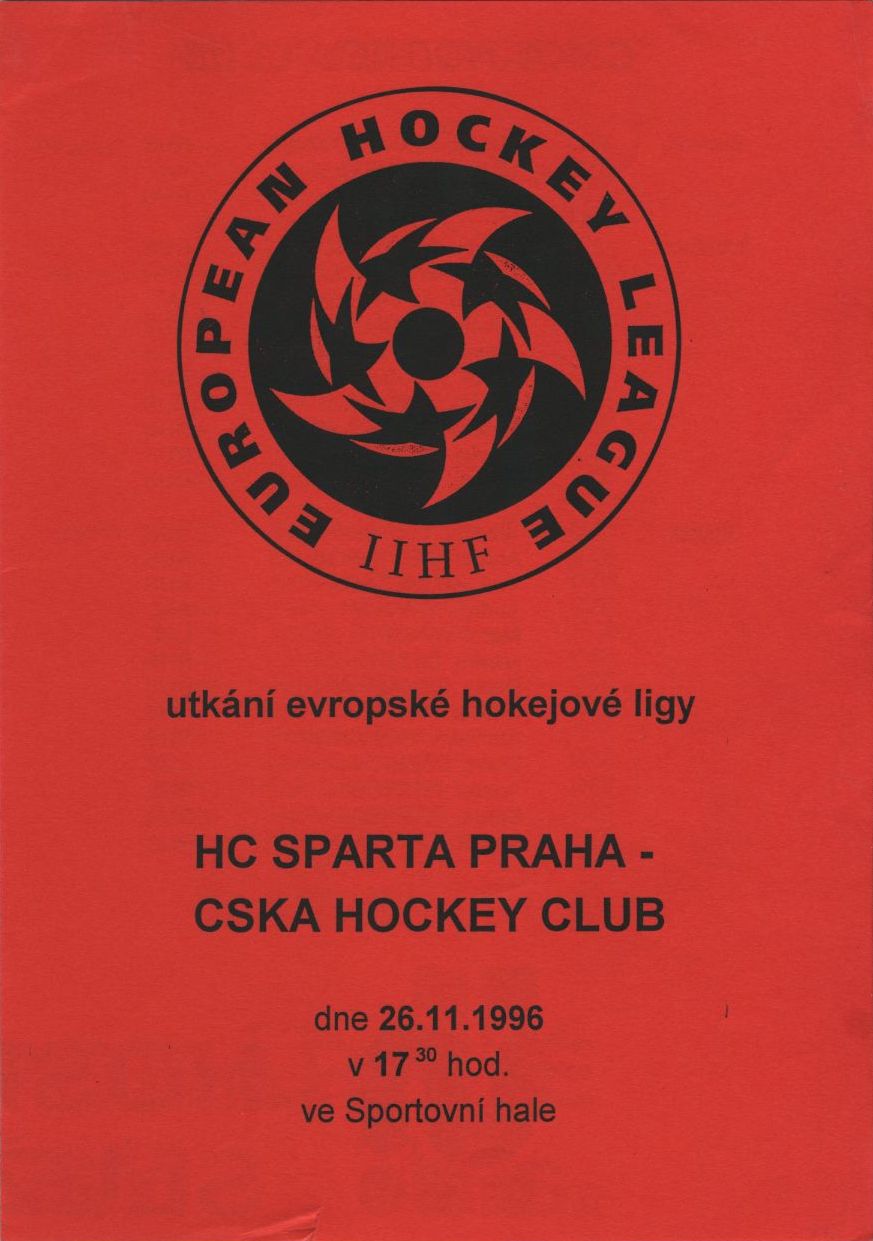 EUROPEAN HOCKEY LEAGUE
IIHF
utkání evropské hokejové ligy
HC SPARTA PRAHA -
CSKA HOCKEY CLUB
dne 26.11.1996
v 17 30 hod.
ve Sportovní hale